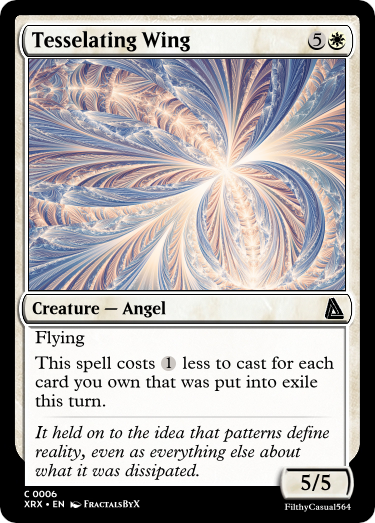 Tesselating Wing 5
Creature — Angel
Flying
This spell costs 1 less to cast for each
card you own that was put into exile
this turn.
It held on to the idea that patterns define
reality, even as everything else about
what it was dissipated.
5/5
C 0006
XRX • EN FractalsByX
FilthyCasual564